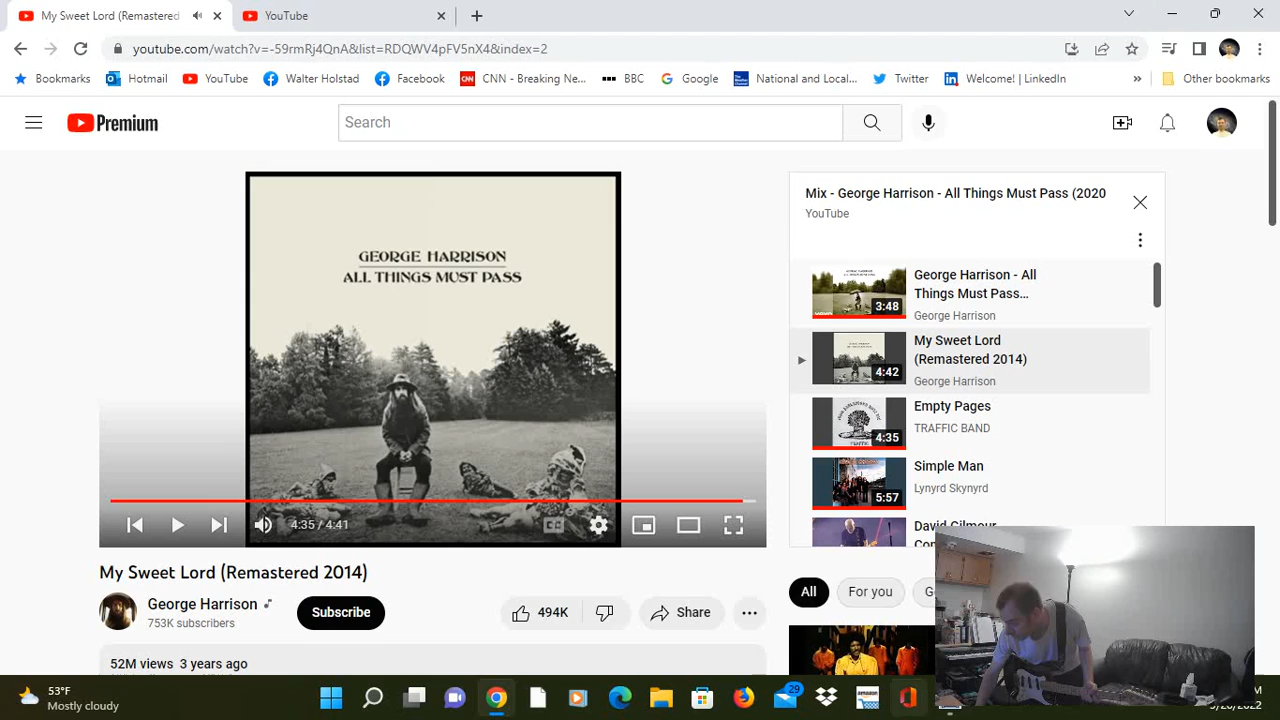 My Sweet Lord (Remastered
YouTube
youtube.com/watch?v=-59rmRj4QnA&list=RDQWV4pFV5nX4&index=2
Bookmarks
Hotmail
YouTube
Walter Holstad
Facebook
CNN - Breaking Ne...
BBC
Google
National and Local...
Twitter
Welcome! | LinkedIn
»
Other bookmarks
Premium
Search
GEORGE HARRISON
ALL THINGS MUST PASS
4:35 / 4:41
CC
My Sweet Lord (Remastered 2014)
George Harrison
753K subscribers
Subscribe
494K
Share
52M views 3 years ago
Mix - George Harrison - All Things Must Pass (2020
YouTube
3:48
George Harrison - All
Things Must Pass...
George Harrison
4:42
My Sweet Lord
(Remastered 2014)
George Harrison
4:35
Empty Pages
TRAFFIC BAND
5:57
Simple Man
Lynyrd Skynyrd
David Gilmour
All
For you
53°F
Mostly cloudy
29
amazon